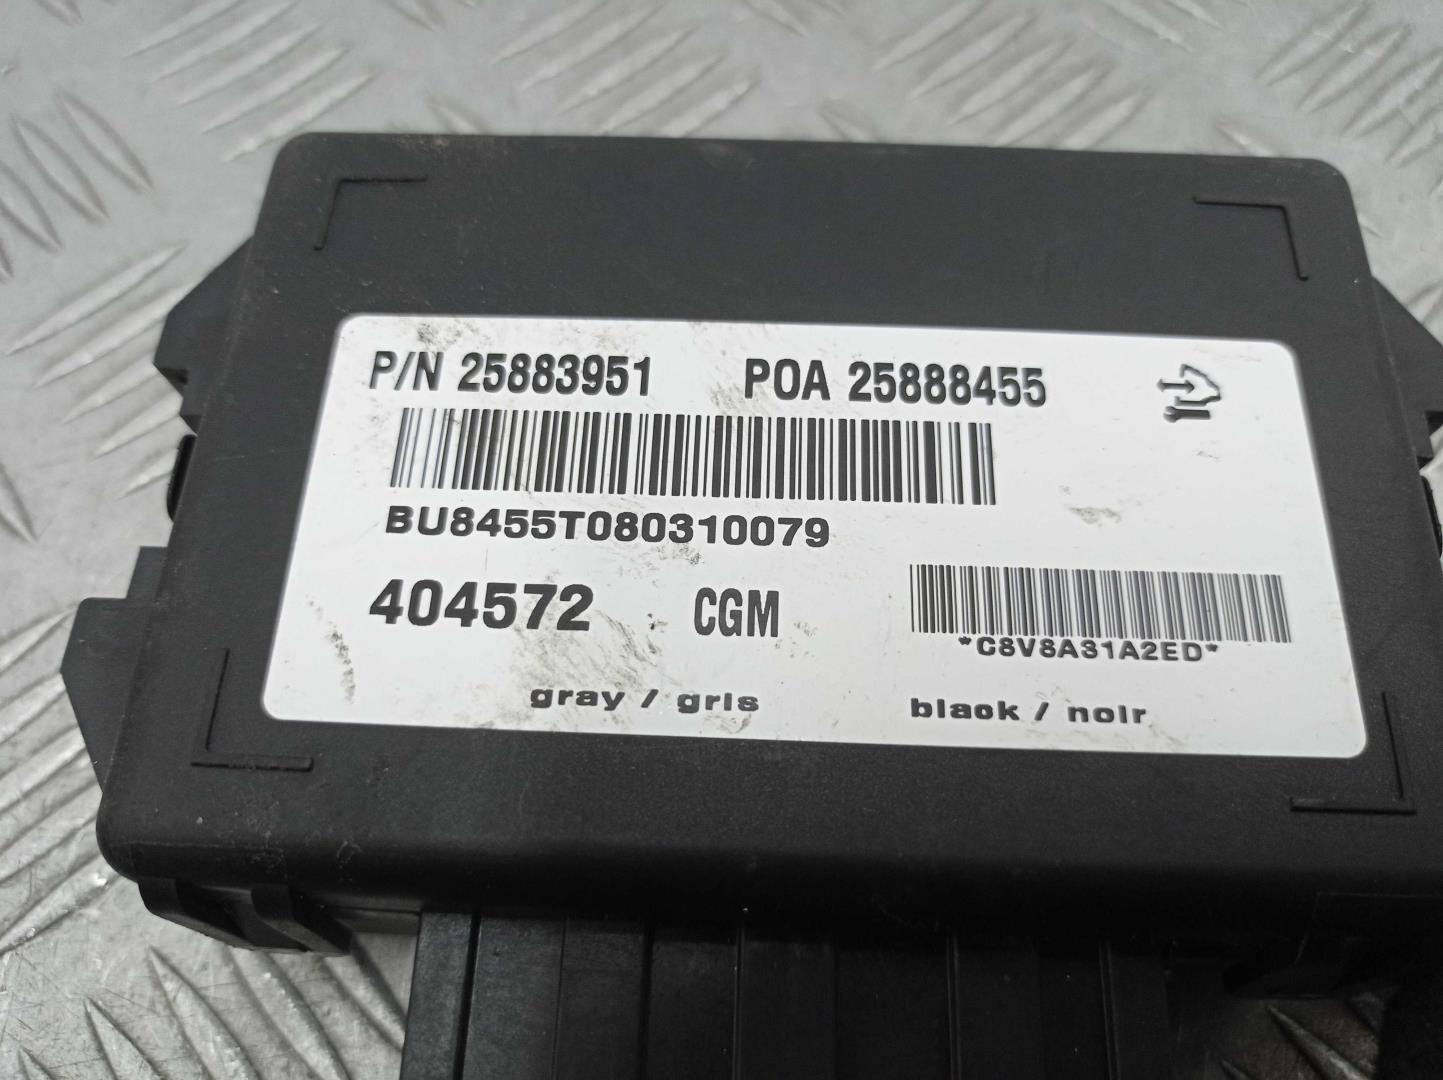 P/N 25883951 POA 25888455
BU8455T080310079
404572 CGM
*C8V8A31A2ED*
gray / gris black / noir